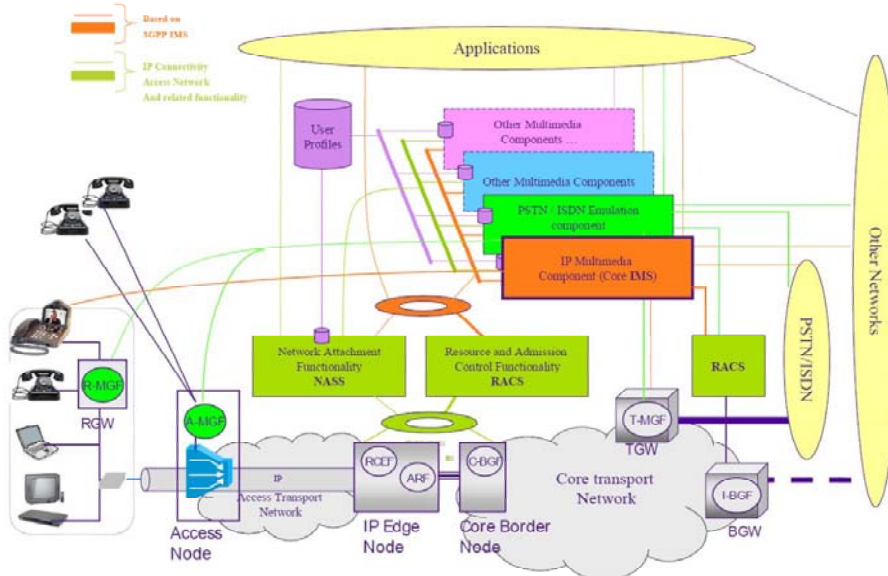 Based on
3GPP IMS
IP Connectivity
Access Network
And related functionality
Applications
User
Profiles
Other Multimedia
Components ...
Other Multimedia Components
PSTN / ISDN Emulation
component
IP Multimedia
Component (Core IMS)
Other Networks
PSTN/ISDN
Network Attachment
Functionality
NASS
Resource and Admission
Control Functionality
RACS
RACS
R-MGF
RGW
A-MGF
T-MGF
TGW
IP
Access Transport
Network
RCEF
ARF
C-BGF
Core transport
Network
I-BGF
BGW
Access
Node
IP Edge
Node
Core Border
Node